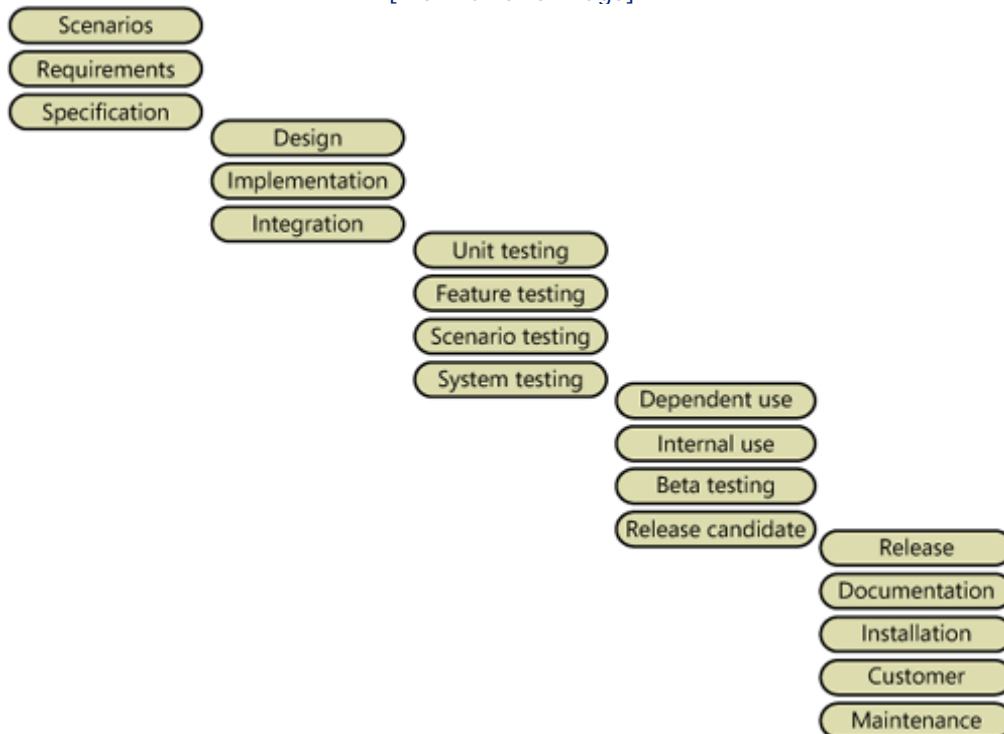 Scenarios
Requirements
Specification
Design
Implementation
Integration
Unit testing
Feature testing
Scenario testing
System testing
Dependent use
Internal use
Beta testing
Release candidate
Release
Documentation
Installation
Customer
Maintenance